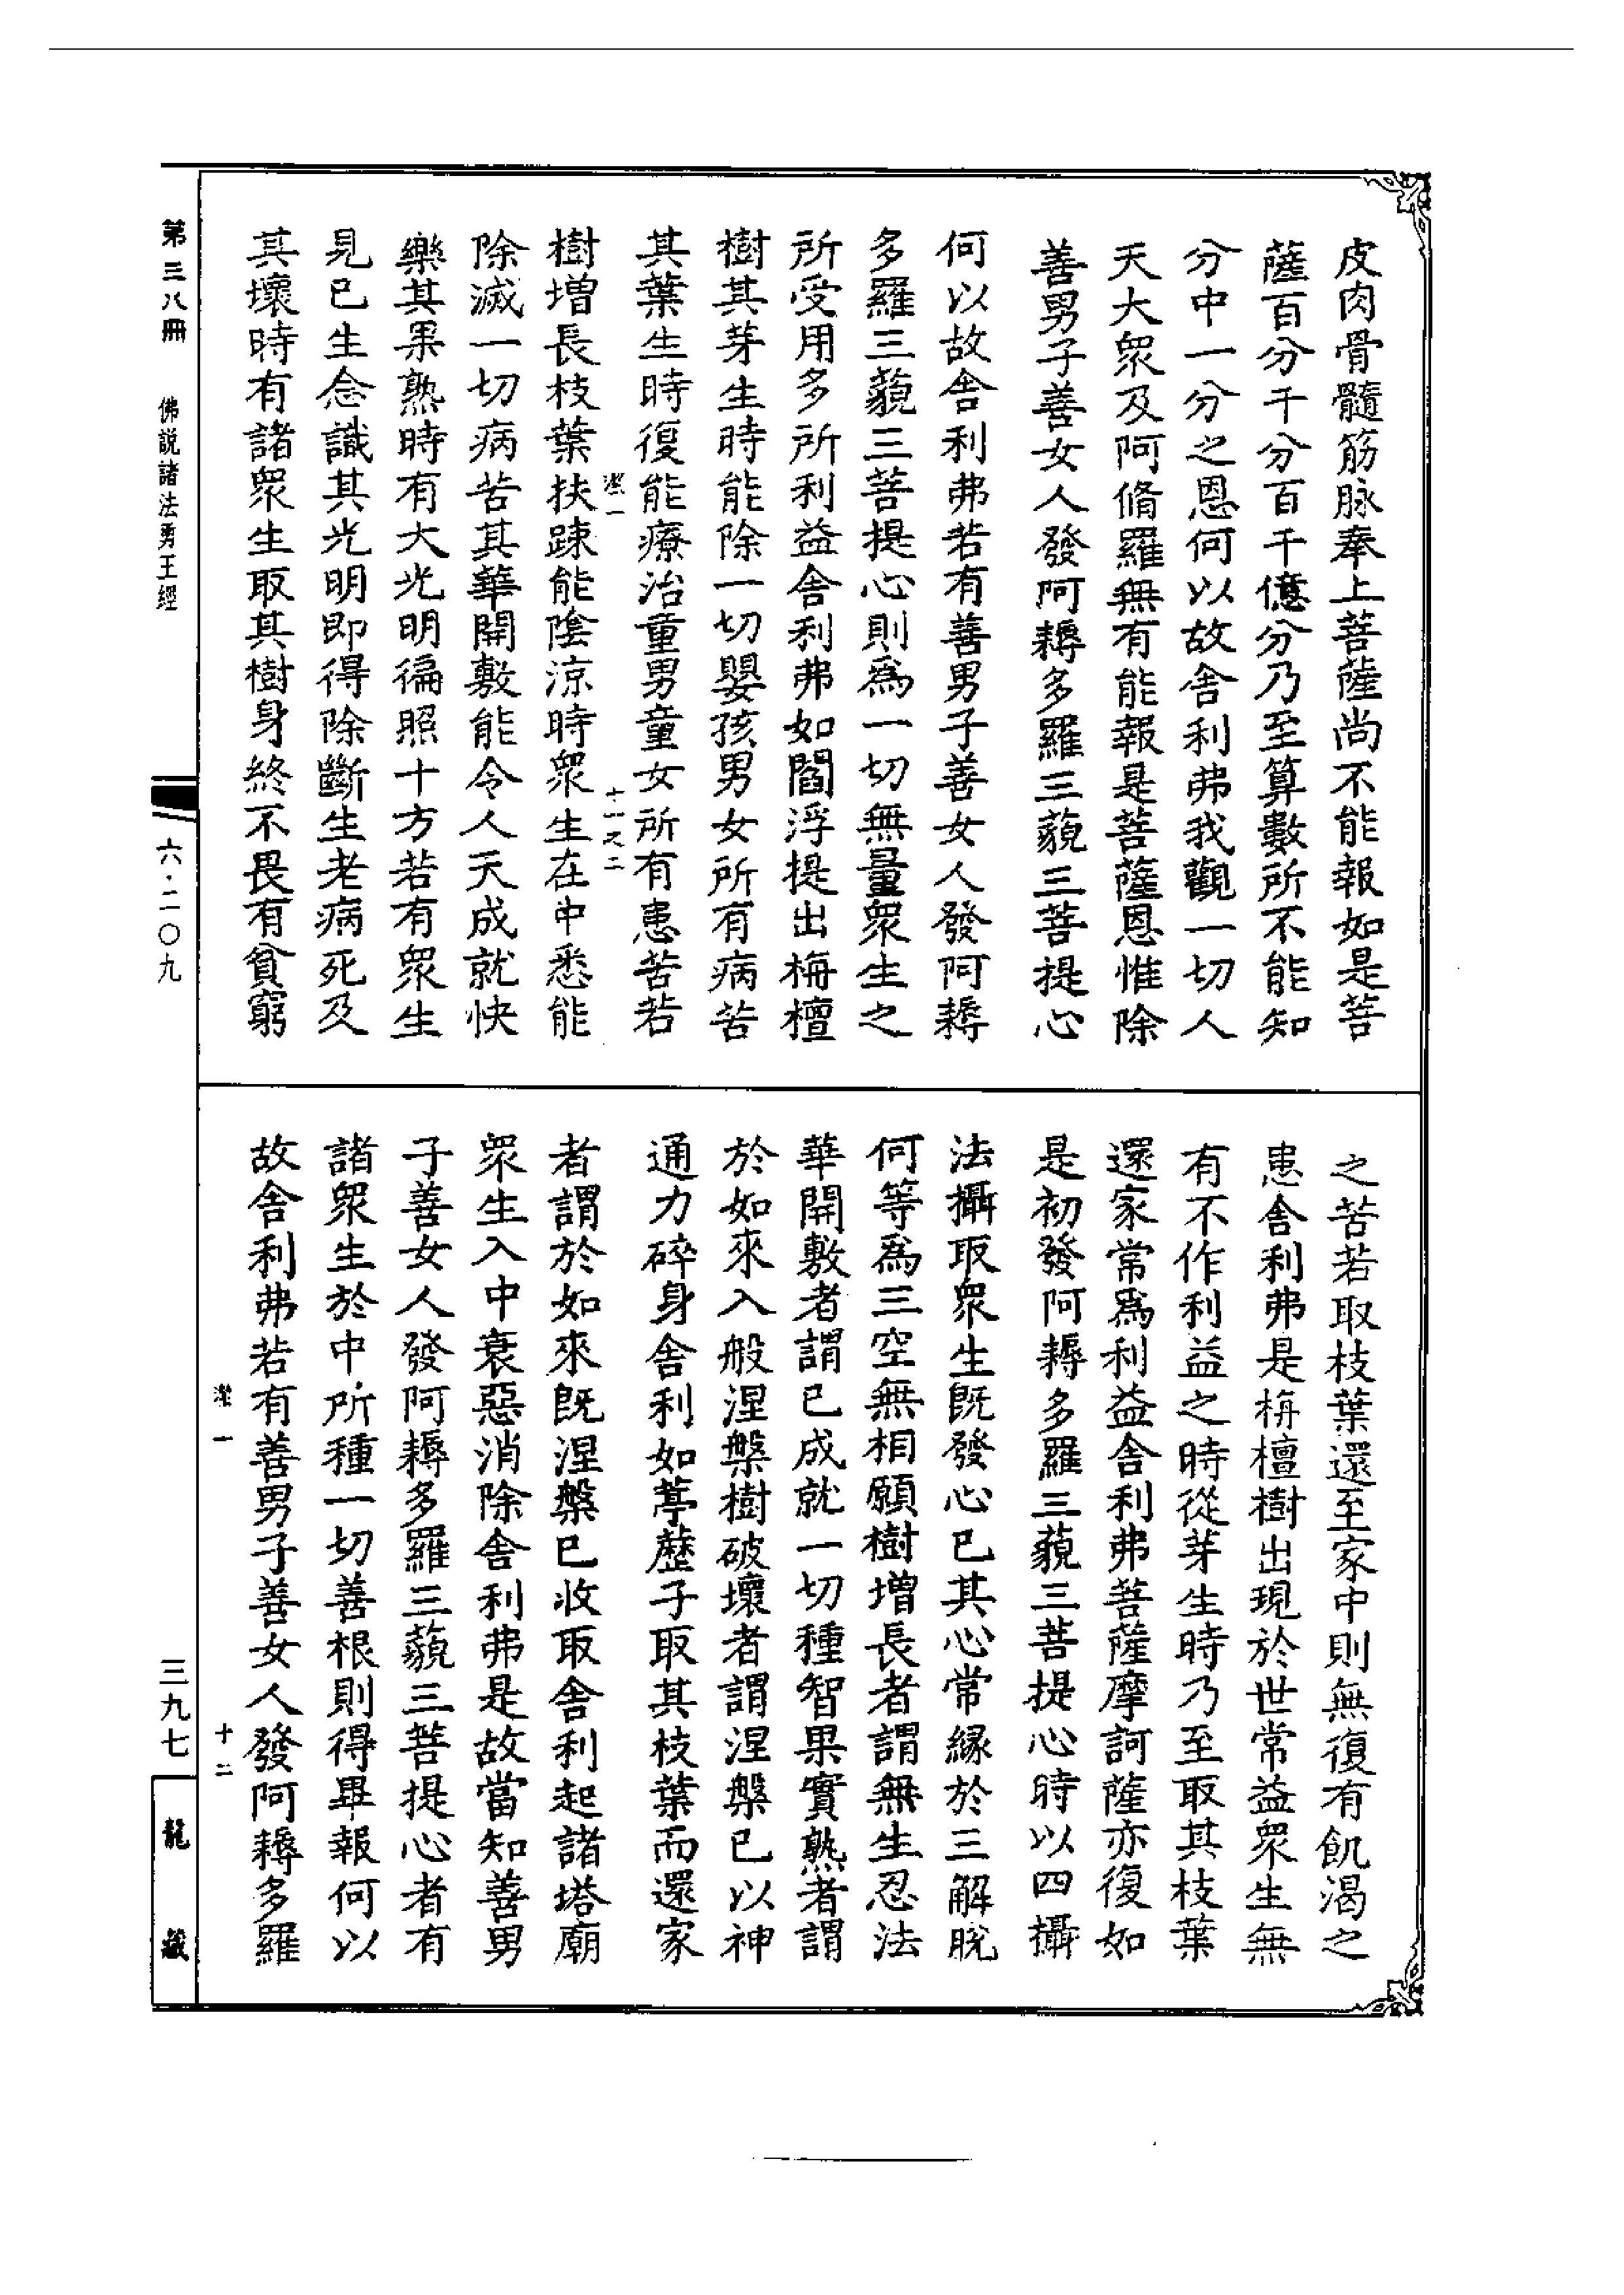 皮肉骨髓筋脉奉上菩薩尚不能報如是菩
薩百分千分百千億分乃至算數所不能知
分中一分之恩何以故舍利弗我觀一切人
天大眾及阿脩羅無有能報是菩薩恩惟除
善男子善女人發阿耨多羅三藐三菩提心
何以故舍利弗若有善男子善女人發阿耨
多羅三藐三菩提心則爲一切無量眾生之
所受用多所利益舍利弗如閻浮提出栴檀
樹其芽生時能除一切嬰孩男女所有病苦
其葉生時復能療治童男童女所有患苦若
潔一
十一之二
樹增長枝葉扶踈能陰涼時眾生在中悉能
除滅一切病苦其華開敷能令人天成就快
樂其果熟時有大光明徧照十方若有眾生
見已生念識其光明即得除斷生老病死及
其壞時有諸眾生取其樹身終不畏有貧窮
之苦若取枝葉還至家中則無復有飢渴之
患舍利弗是栴檀樹出現於世常益眾生無
有不作利益之時從芽生時乃至取其枝葉
還家常爲利益舍利弗菩薩摩訶薩亦復如
是初發阿耨多羅三藐三菩提心時以四攝
法攝取眾生既發心已其心常緣於三解脫
何等爲三空無相願樹增長者謂無生忍法
華開敷者謂已成就一切種智果實熟者謂
於如來入般涅槃樹破壞者謂涅槃已以神
通力碎身舍利如葶藶子取其枝葉而還家
者謂於如來既涅槃已收取舍利起諸塔廟
眾生入中衰惡消除舍利弗是故當知善男
子善女人發阿耨多羅三藐三菩提心者有
諸眾生於中所種一切善根則得畢報何以
故舍利弗若有善男子善女人發阿耨多羅
潔一
十二
第三八冊
佛説諸法勇王經
六·二〇九
三九七
龍藏